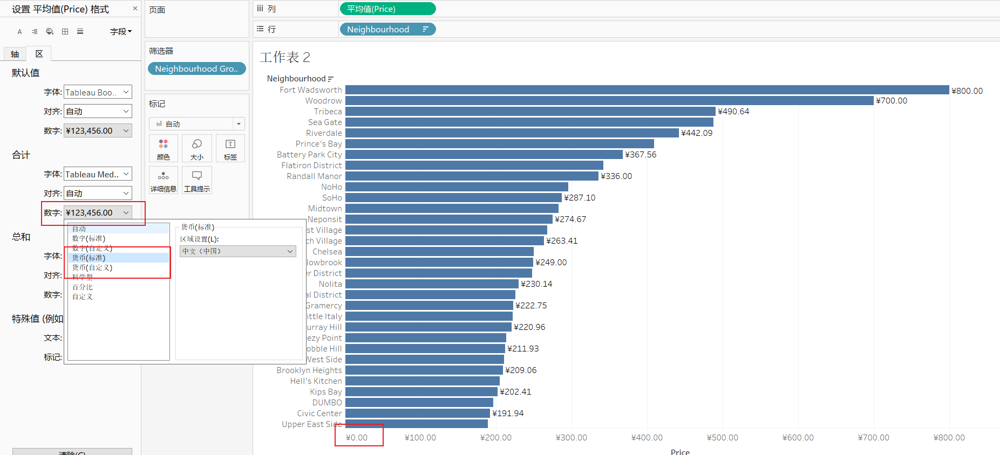 设置 平均值(Price) 格式
×
字段
轴
区
默认值
字体: Tableau Boo..
对齐: 自动
数字: ¥123,456.00
合计
字体: Tableau Med..
对齐: 自动
数字: ¥123,456.00
自动
数字(标准)
数字(自定义)
货币(标准)
货币(自定义)
科学型
百分比
自定义
货币(标准)
区域设置(L):
中文（中国）
总和
字体:
对齐:
数字:
特殊值 (例如
文本:
标记:
清除(C)
页面
筛选器
Neighbourhood Gro..
标记
自动
颜色
大小
标签
详细信息
工具提示
列
平均值(Price)
行
Neighbourhood
工作表 2
Neighbourhood
Fort Wadsworth ¥800.00
Woodrow ¥700.00
Tribeca ¥490.64
Sea Gate
Riverdale ¥442.09
Prince's Bay
Battery Park City ¥367.56
Flatiron District
Randall Manor ¥336.00
NoHo
SoHo ¥287.10
Midtown
Neponsit ¥274.67
st Village
ch Village ¥263.41
Chelsea
lowbrook ¥249.00
er District
Nolita ¥230.14
al District
Gramercy ¥222.75
ittle Italy
urray Hill ¥220.96
ezy Point
obble Hill ¥211.93
West Side
Brooklyn Heights ¥209.06
Hell's Kitchen
Kips Bay ¥202.41
DUMBO
Civic Center ¥191.94
Upper East Side
¥0.00 ¥100.00 ¥200.00 ¥300.00 ¥400.00 ¥500.00 ¥600.00 ¥700.00 ¥800.00
Price